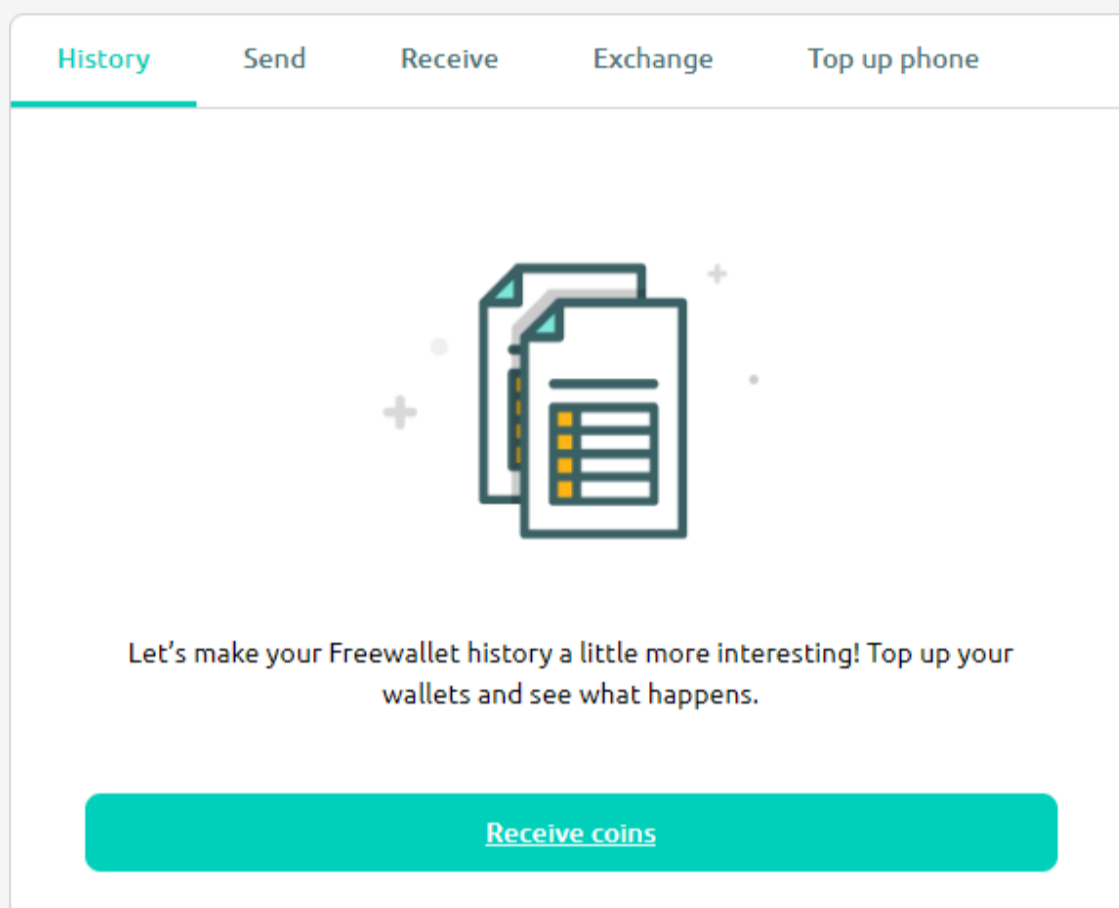 History Send Receive Exchange Top up phone
Let’s make your Freewallet history a little more interesting! Top up your
wallets and see what happens.
Receive coins